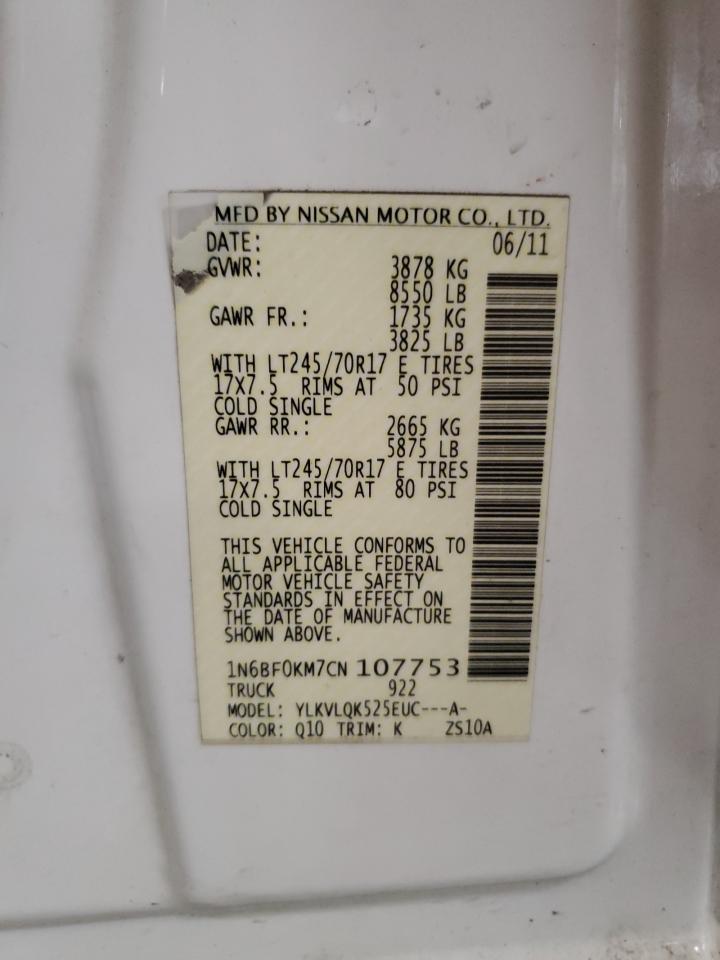 MFD BY NISSAN MOTOR CO., LTD.
DATE: 06/11
GVWR: 3878 KG
8550 LB
GAWR FR.: 1735 KG
3825 LB
WITH LT245/70R17 E TIRES
17X7.5 RIMS AT 50 PSI
COLD SINGLE
GAWR RR.: 2665 KG
5875 LB
WITH LT245/70R17 E TIRES
17X7.5 RIMS AT 80 PSI
COLD SINGLE
THIS VEHICLE CONFORMS TO
ALL APPLICABLE FEDERAL
MOTOR VEHICLE SAFETY
STANDARDS IN EFFECT ON
THE DATE OF MANUFACTURE
SHOWN ABOVE.
1N6BF0KM7CN 107753
TRUCK 922
MODEL: YLKVLQK525EUC---A-
COLOR: Q10 TRIM: K ZS10A